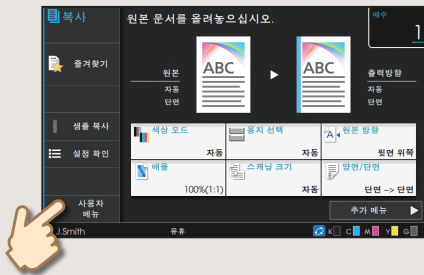 복사
원본 문서를 올려놓으십시오.
매수
1
즐겨찾기
ABC
ABC
원본
자동
단면
출력방향
자동
단면
샘플 복사
설정 확인
색상 모드
자동
용지 선택
자동
원본 방향
윗면 위쪽
배율
100%(1:1)
스캐닝 크기
자동
양면/단면
단면 -> 단면
사용자
메뉴
추가 메뉴
J.Smith
유휴
K C M Y G